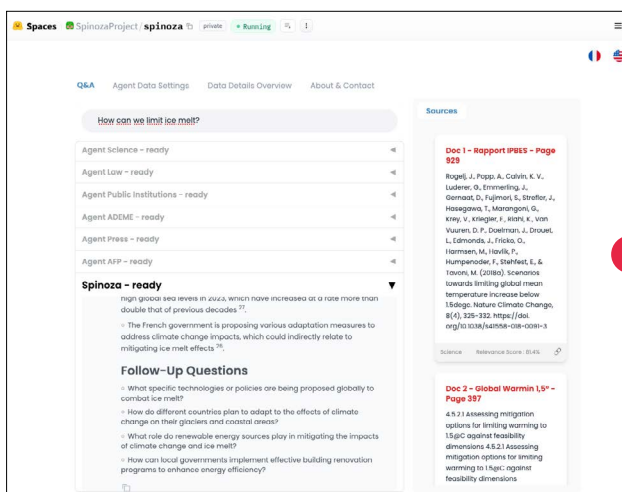 Spaces SpinozaProject/spinoza private Running
Q&A Agent Data Settings Data Details Overview About & Contact
How can we limit ice melt?
Agent Science - ready
Agent Law - ready
Agent Public Institutions - ready
Agent ADEME - ready
Agent Press - ready
Agent AFP - ready
Spinoza - ready
high global sea levels in 2023, which have increased at a rate more than
double that of previous decades 27.
The French government is proposing various adaptation measures to
address climate change impacts, which could indirectly relate to
mitigating ice melt effects 76.
Follow-Up Questions
What specific technologies or policies are being proposed globally to
combat ice melt?
How do different countries plan to adapt to the effects of climate
change on their glaciers and coastal areas?
What role do renewable energy sources play in mitigating the impacts
of climate change and ice melt?
How can local governments implement effective building renovation
programs to enhance energy efficiency?
Sources
Doc 1 - Rapport IPBES - Page
929
Rogelj, J., Popp, A., Calvin, K. V.,
Luderer, G., Emmerling, J.,
Gernaat, D., Fujimori, S., Strefler, J.,
Hasegawa, T., Marangoni, G.,
Krey, V., Kriegler, E., Riahi, K., Van
Vuuren, D. P., Doelman, J., Drouet,
L., Edmonds, J., Fricko, O.,
Harmsen, M., Havlik, P.,
Humpenoder, F., Stehfest, E., &
Tavoni, M. (2018a). Scenarios
towards limiting global mean
temperature increase below
1.5degc. Nature Climate Change,
8(4), 325-332. https://doi.
org/10.1038/s41558-018-0091-3
Science Relevance Score : 81.4%
Doc 2 - Global Warmin 1,5° -
Page 397
4.5.2.1 Assessing mitigation
options for limiting warming to
1.5@C against feasibility
dimensions 4.5.2.1 Assessing
mitigation options for limiting
warming to 1.5@C against
feasibility dimensions